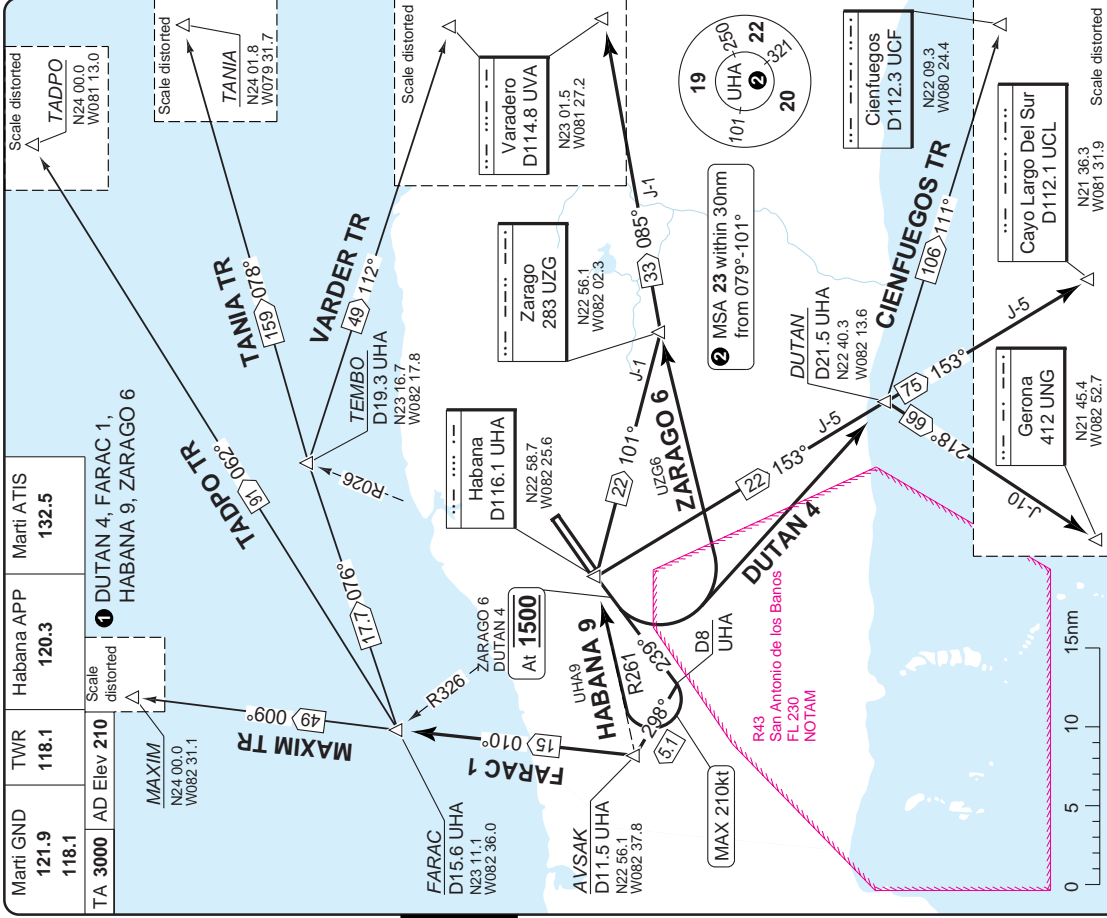 Marti GND
121.9
118.1
TWR
118.1
Habana APP
120.3
Marti ATIS
132.5
TA 3000
AD Elev 210
❶ DUTAN 4, FARAC 1,
HABANA 9, ZARAGO 6
Scale distorted
TADPO
N24 00.0
W081 13.0
Scale distorted
TANIA
N24 01.8
W079 31.7
Scale
distorted
MAXIM
N24 00.0
W082 31.1
TADPO TR
91
062°
TANIA TR
159
078°
VARDER TR
49
112°
TEMBO
D19.3 UHA
N23 16.7
W082 17.8
R026
17.7
076°
MAXIM TR
49
009°
R326
FARAC
D15.6 UHA
N23 11.1
W082 36.0
FARAC 1
15
010°
Scale distorted
Varadero
D114.8 UVA
N23 01.5
W081 27.2
J-1
33
085°
Zarago
283 UZG
N22 56.1
W082 02.3
J-1
22
101°
Habana
D116.1 UHA
N22 58.7
W082 25.6
ZARAGO 6
DUTAN 4
At 1500
UHA9
HABANA 9
R261
239°
298°
5.1
D8
UHA
AVSAK
D11.5 UHA
N22 56.1
W082 37.8
MAX 210kt
UZG6
ZARAGO 6
DUTAN 4
22
153°
J-5
R43
San Antonio de los Banos
FL 230
NOTAM
DUTAN
D21.5 UHA
N22 40.3
W082 13.6
❷ MSA 23 within 30nm
from 079°-101°
19
22
20
101
UHA
250
321
❷
Cienfuegos
D112.3 UCF
N22 09.3
W080 24.4
CIENFUEGOS TR
106
111°
75
153°
J-5
66
218°
J-10
Cayo Largo Del Sur
D112.1 UCL
N21 36.3
W081 31.9
Scale distorted
Gerona
412 UNG
N21 45.4
W082 52.7
0
5
10
15nm